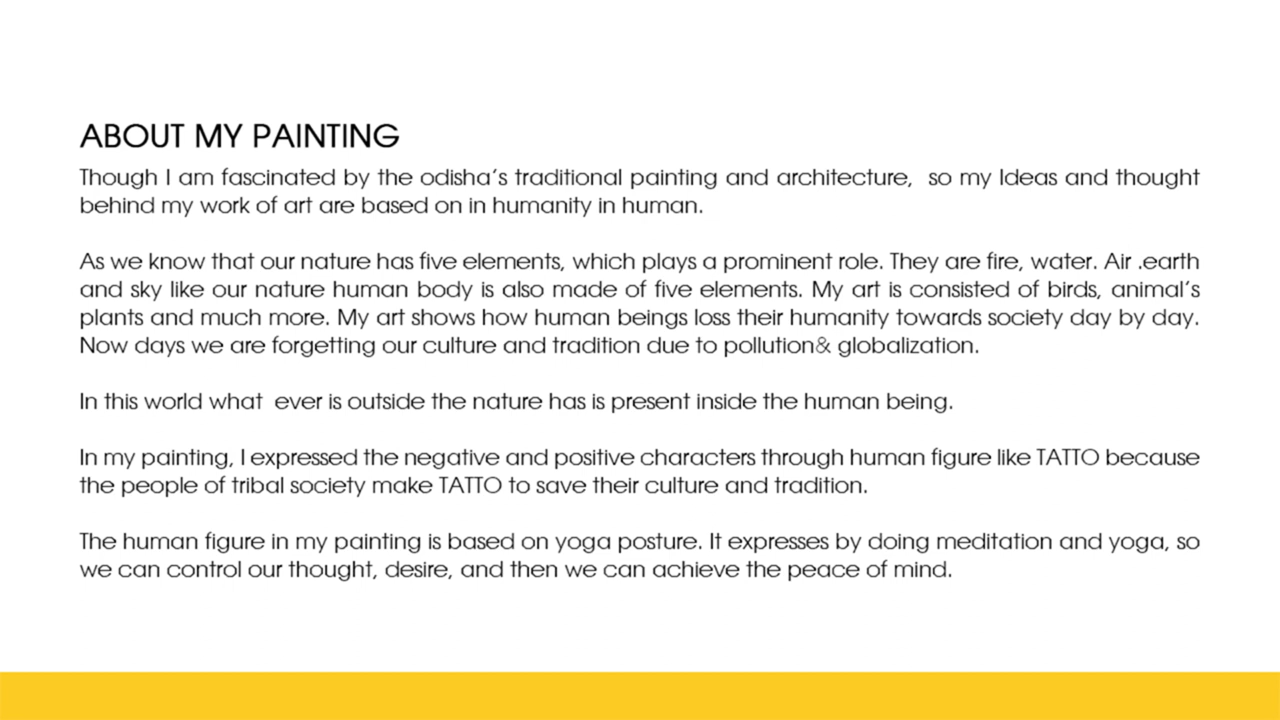 ABOUT MY PAINTING
Though I am fascinated by the odisha's traditional painting and architecture,  so my Ideas and thought
behind my work of art are based on in humanity in human.
As we know that our nature has five elements, which plays a prominent role. They are fire, water. Air .earth
and sky like our nature human body is also made of five elements. My art is consisted of birds, animal's
plants and much more. My art shows how human beings loss their humanity towards society day by day.
Now days we are forgetting our culture and tradition due to pollution& globalization.
In this world what  ever is outside the nature has is present inside the human being.
In my painting, I expressed the negative and positive characters through human figure like TATTO because
the people of tribal society make TATTO to save their culture and tradition.
The human figure in my painting is based on yoga posture. It expresses by doing meditation and yoga, so
we can control our thought, desire, and then we can achieve the peace of mind.